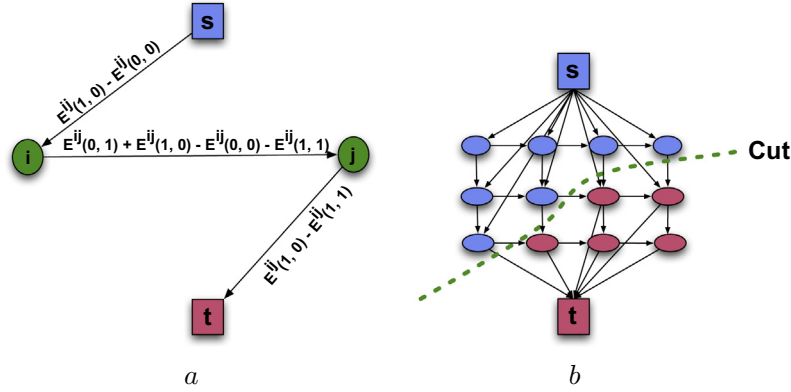 s
E^ij(1, 0) - E^ij(0, 0)
i
E^ij(0, 1) + E^ij(1, 0) - E^ij(0, 0) - E^ij(1, 1)
j
E^ij(1, 0) - E^ij(1, 1)
t
a
s
Cut
t
b